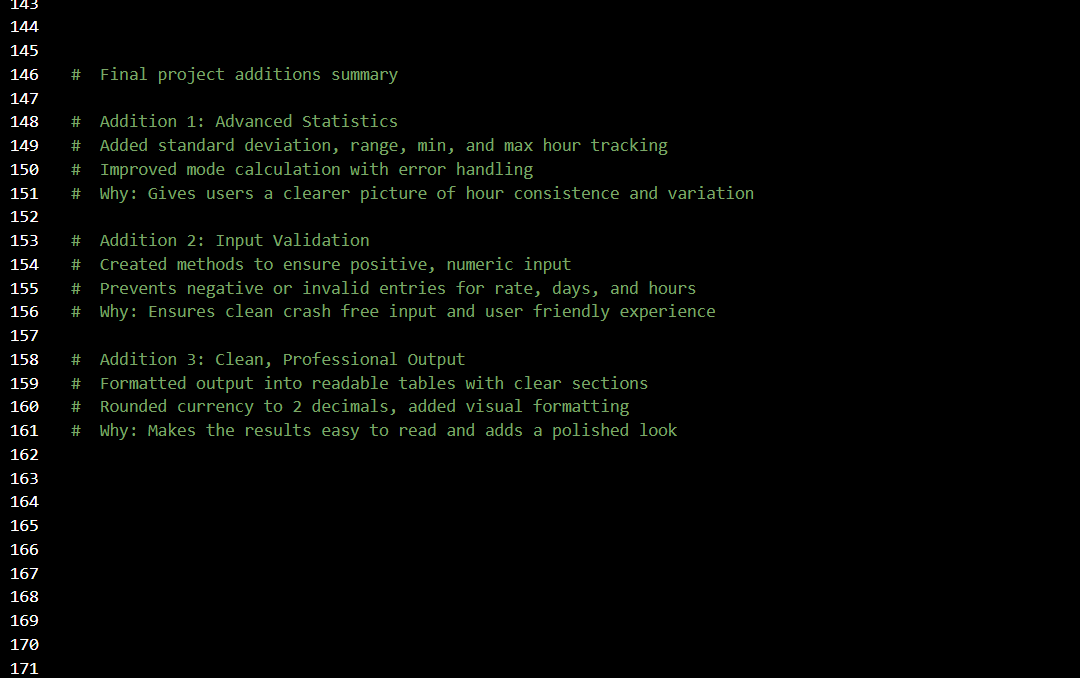 143
144
145
146 # Final project additions summary
147
148 # Addition 1: Advanced Statistics
149 # Added standard deviation, range, min, and max hour tracking
150 # Improved mode calculation with error handling
151 # Why: Gives users a clearer picture of hour consistence and variation
152
153 # Addition 2: Input Validation
154 # Created methods to ensure positive, numeric input
155 # Prevents negative or invalid entries for rate, days, and hours
156 # Why: Ensures clean crash free input and user friendly experience
157
158 # Addition 3: Clean, Professional Output
159 # Formatted output into readable tables with clear sections
160 # Rounded currency to 2 decimals, added visual formatting
161 # Why: Makes the results easy to read and adds a polished look
162
163
164
165
166
167
168
169
170
171